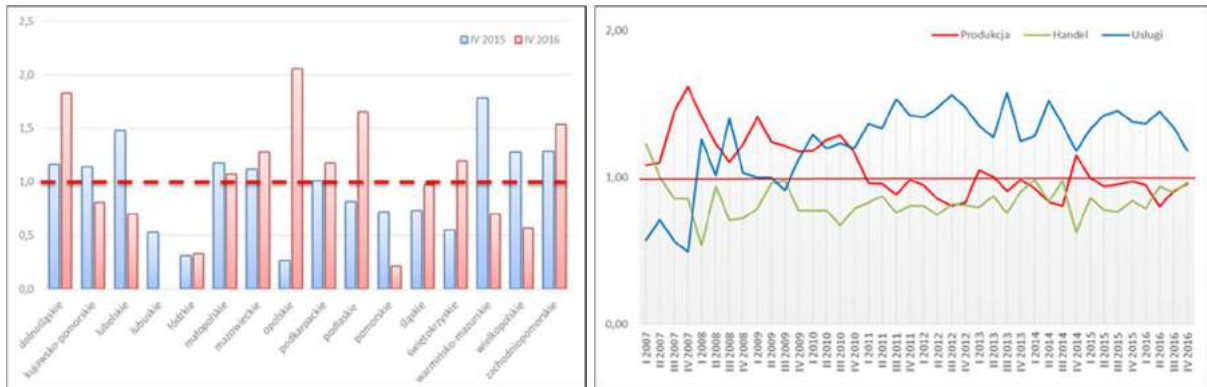 2,5
IV 2015 IV 2016
2,0
1,5
1,0
0,5
0,0
dolnośląskie
kujawsko-pomorskie
lubelskie
lubuskie
łódzkie
małopolskie
mazowieckie
opolskie
podkarpackie
podlaskie
pomorskie
śląskie
świętokrzyskie
warmińsko-mazurskie
wielkopolskie
zachodniopomorskie
2,00
Produkcja Handel Usługi
1,00
0,00
I 2007
II 2007
III 2007
IV 2007
I 2008
II 2008
III 2008
IV 2008
I 2009
II 2009
III 2009
IV 2009
I 2010
II 2010
III 2010
IV 2010
I 2011
II 2011
III 2011
IV 2011
I 2012
II 2012
III 2012
IV 2012
I 2013
II 2013
III 2013
IV 2013
I 2014
II 2014
III 2014
IV 2014
I 2015
II 2015
III 2015
IV 2015
I 2016
II 2016
III 2016
IV 2016